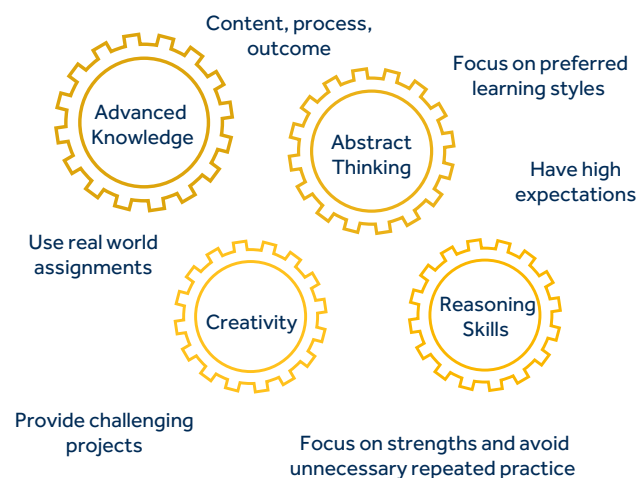 Content, process,
outcome
Focus on preferred
learning styles
Advanced
Knowledge
Abstract
Thinking
Have high
expectations
Use real world
assignments
Creativity
Reasoning
Skills
Provide challenging
projects
Focus on strengths and avoid
unnecessary repeated practice